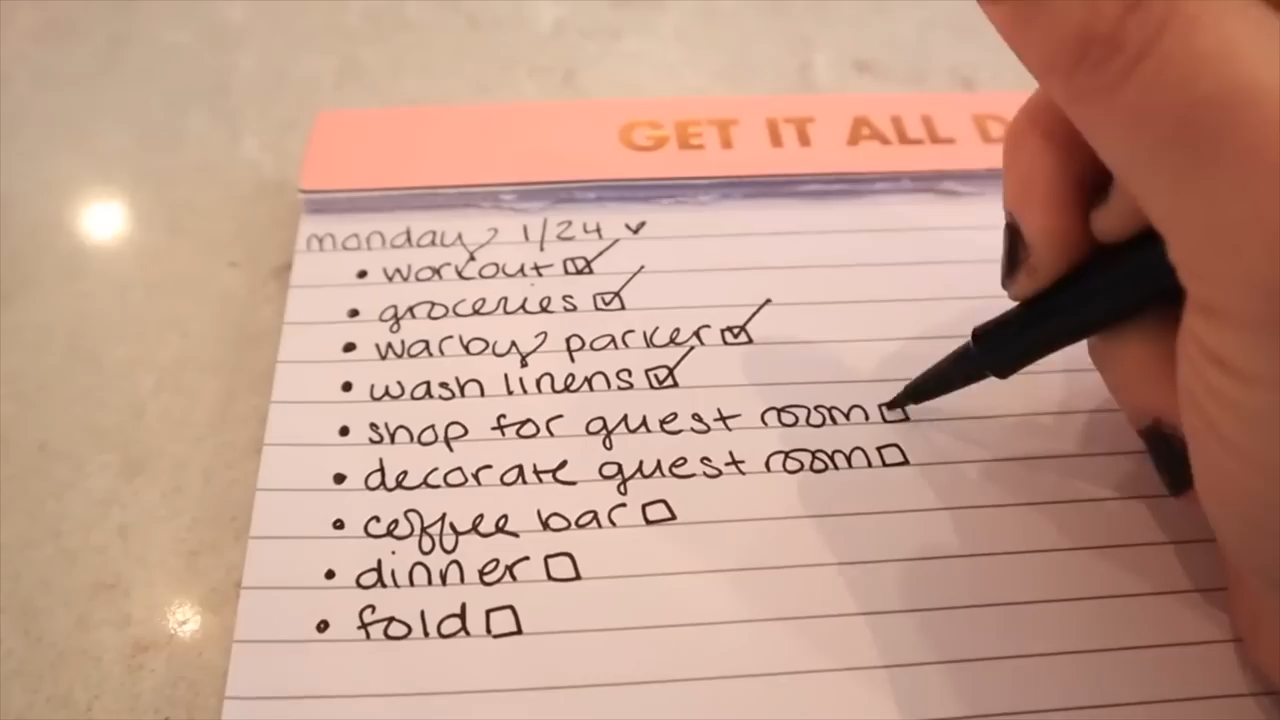 GET IT ALL D
monday 1/24
• workout ☑
• groceries ☑
• warby parker ☑
• wash linens ☑
• shop for guest room ☐
• decorate guest room ☐
• coffee bar ☐
• dinner ☐
• fold ☐